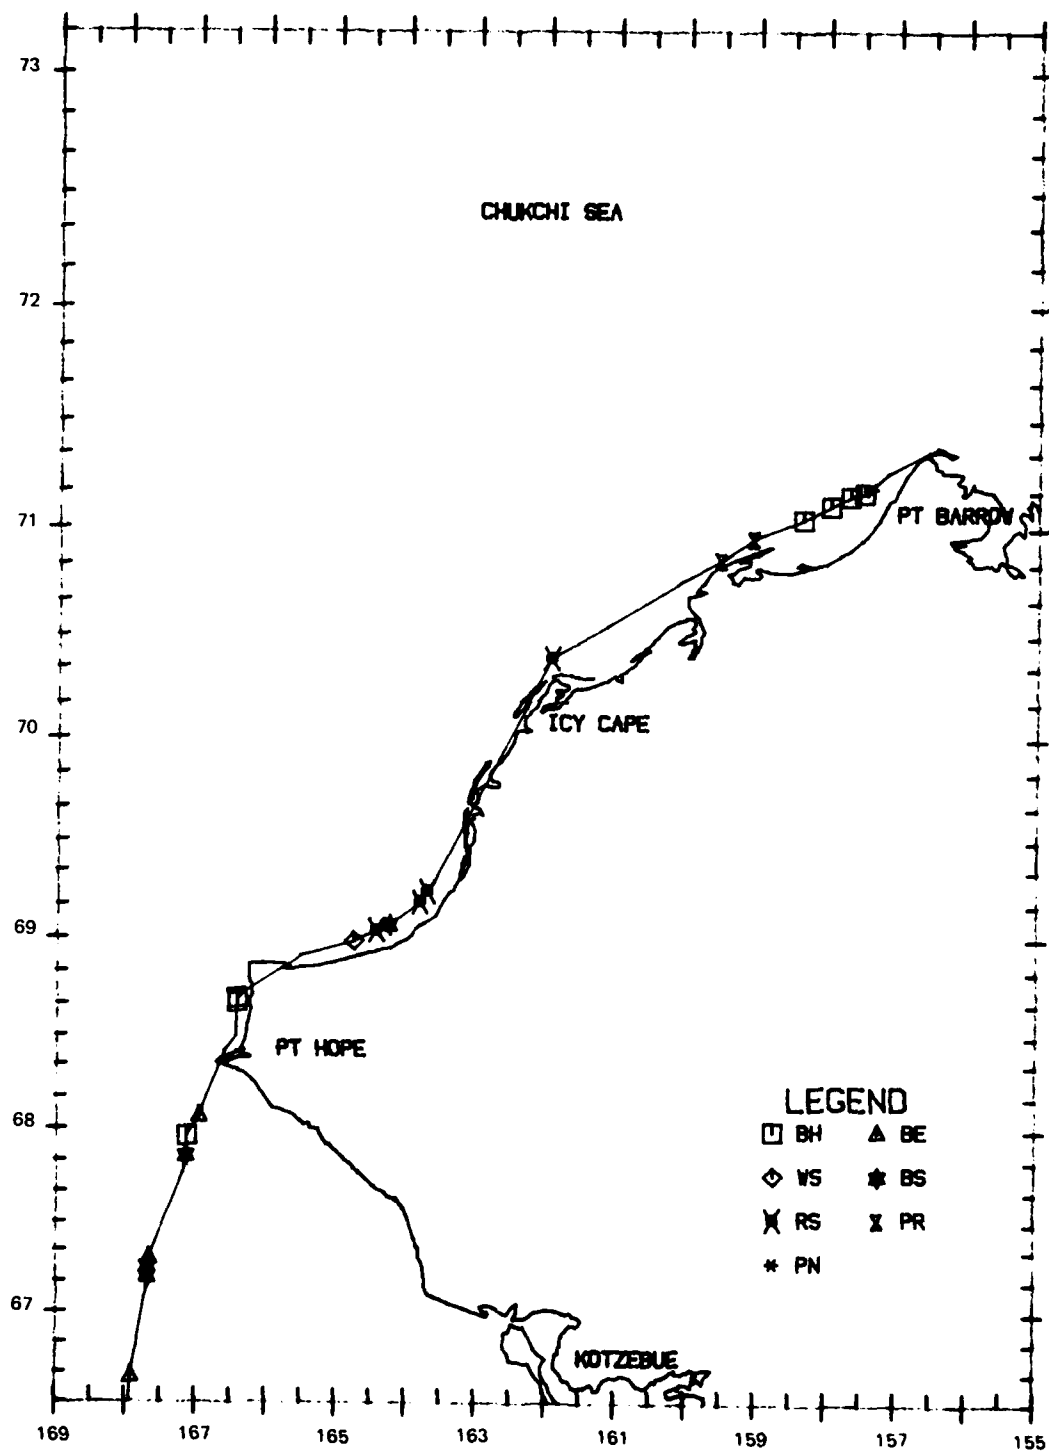 73
CHUKCHI SEA
72
71
PT BARROW
70
ICY CAPE
69
PT HOPE
68
LEGEND
BH BE
WS BS
RS PR
PN
67
KOTZEBUE
169 167 165 163 161 159 157 155